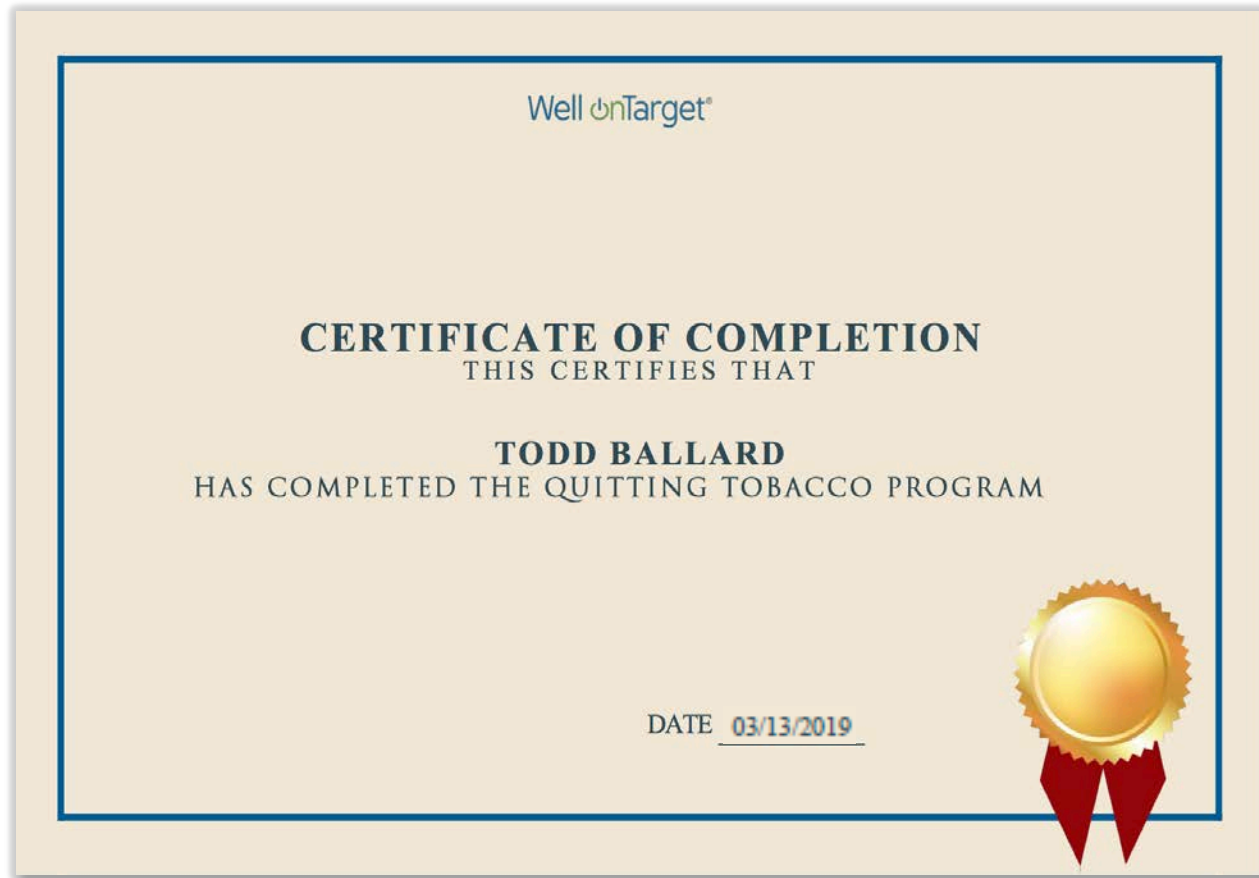 Well onTarget®
CERTIFICATE OF COMPLETION
THIS CERTIFIES THAT
TODD BALLARD
HAS COMPLETED THE QUITTING TOBACCO PROGRAM
DATE 03/13/2019